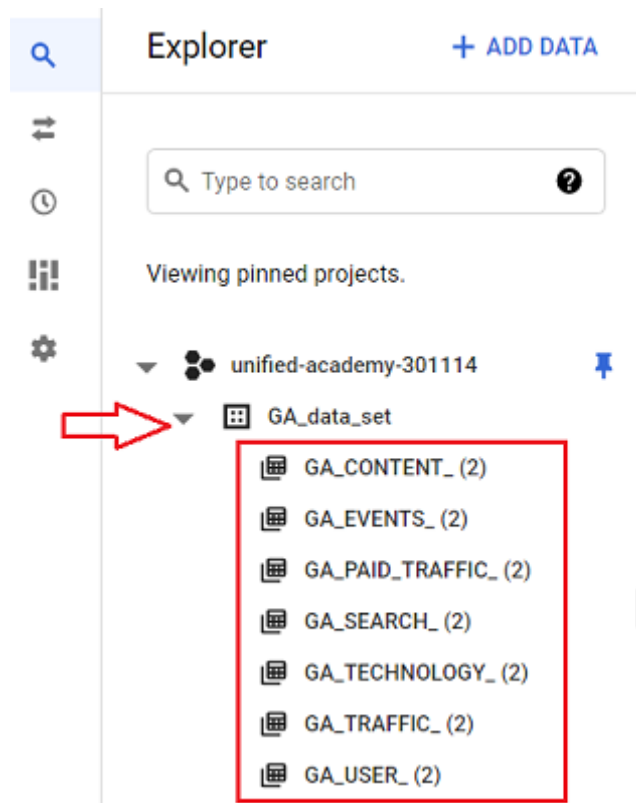 Explorer
+ ADD DATA
Type to search
Viewing pinned projects.
unified-academy-301114
GA_data_set
GA_CONTENT_ (2)
GA_EVENTS_ (2)
GA_PAID_TRAFFIC_ (2)
GA_SEARCH_ (2)
GA_TECHNOLOGY_ (2)
GA_TRAFFIC_ (2)
GA_USER_ (2)